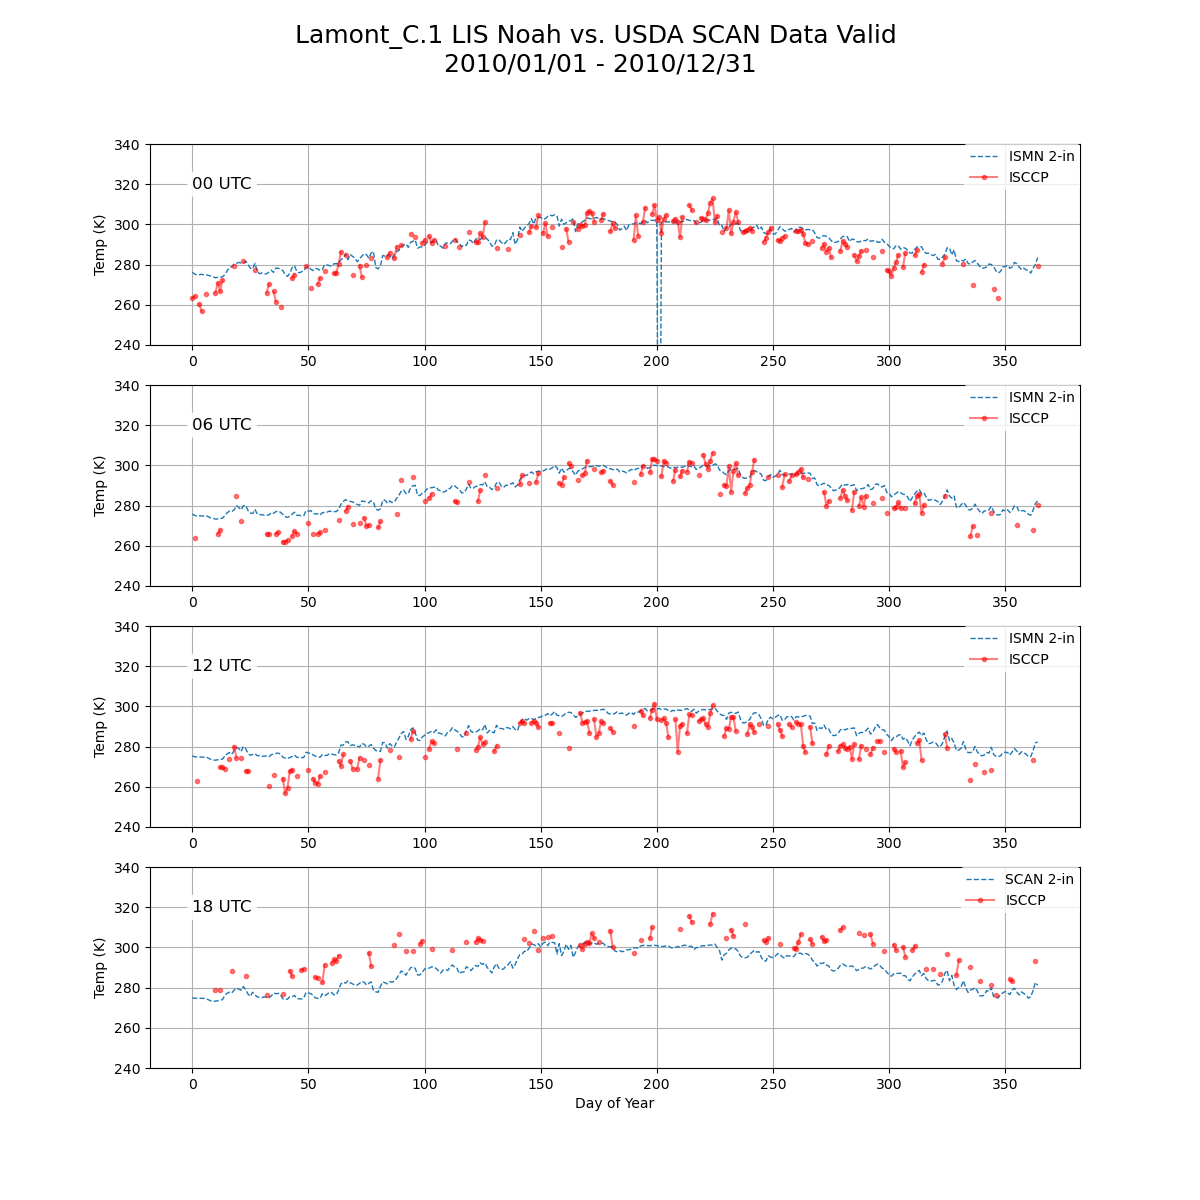 Lamont_C.1 LIS Noah vs. USDA SCAN Data Valid
2010/01/01 - 2010/12/31
340
320
300
280
260
240
Temp (K)
00 UTC
ISMN 2-in
ISCCP
0 50 100 150 200 250 300 350
340
320
300
280
260
240
Temp (K)
06 UTC
ISMN 2-in
ISCCP
0 50 100 150 200 250 300 350
340
320
300
280
260
240
Temp (K)
12 UTC
ISMN 2-in
ISCCP
0 50 100 150 200 250 300 350
340
320
300
280
260
240
Temp (K)
18 UTC
SCAN 2-in
ISCCP
0 50 100 150 200 250 300 350
Day of Year